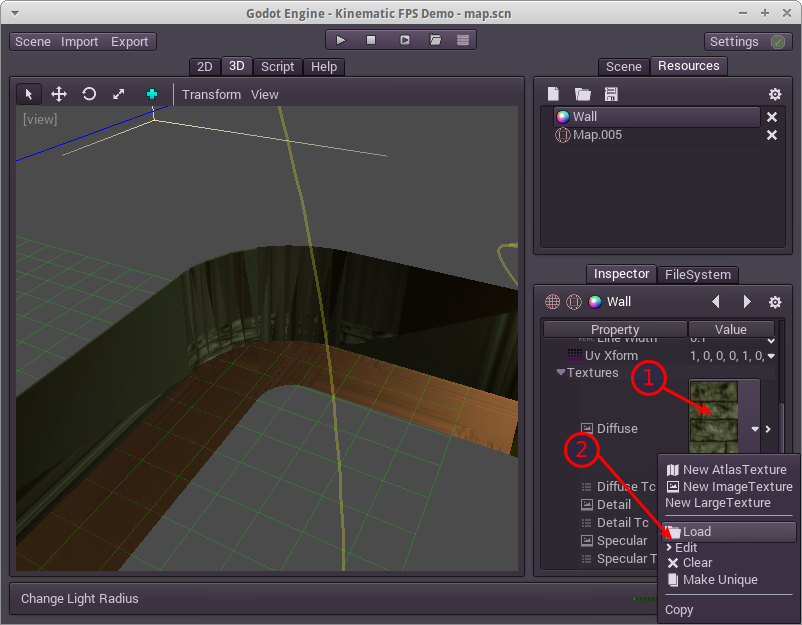 Godot Engine - Kinematic FPS Demo - map.scn
Scene Import Export
Settings
2D 3D Script Help
Scene Resources
Transform View
[view]
Wall
Map.005
Inspector FileSystem
Wall
Property Value
Line Width 0.1
Uv Xform 1, 0, 0, 0, 1, 0,
Textures
1
Diffuse
2
Diffuse Tc
Detail
Detail Tc
Specular
Specular T
New AtlasTexture
New ImageTexture
New LargeTexture
Load
Edit
Clear
Make Unique
Copy
Change Light Radius